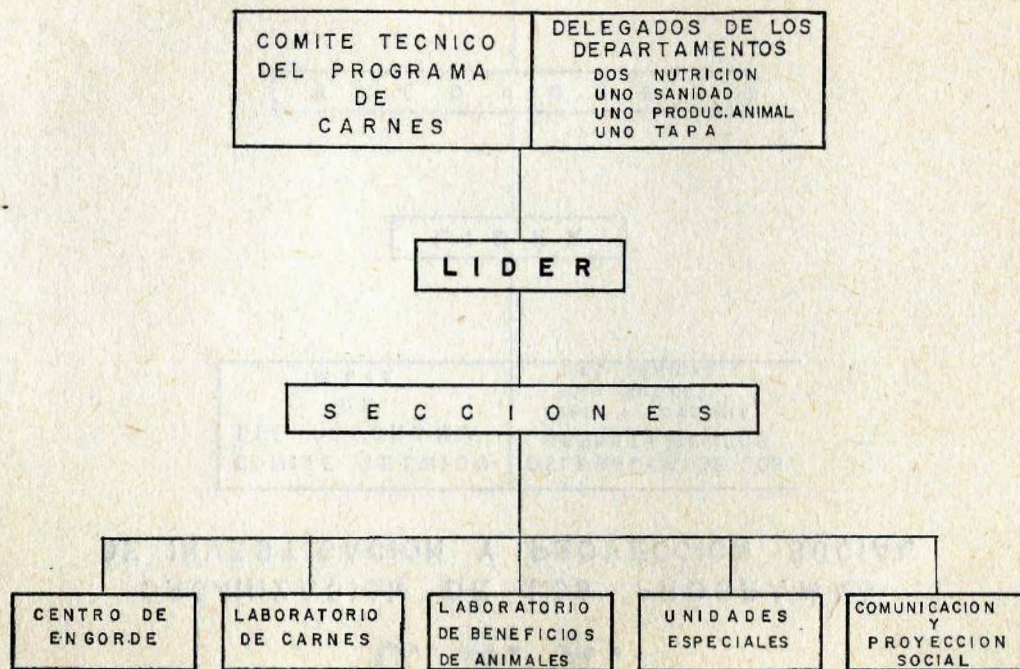 COMITE TECNICO
DEL PROGRAMA
DE
CARNES
DELEGADOS DE LOS
DEPARTAMENTOS
DOS NUTRICION
UNO SANIDAD
UNO PRODUC. ANIMAL
UNO TAPA
LIDER
SECCIONES
CENTRO DE
ENGORDE
LABORATORIO
DE CARNES
LABORATORIO
DE BENEFICIOS
DE ANIMALES
UNIDADES
ESPECIALES
COMUNICACION
Y
PROYECCION
SOCIAL